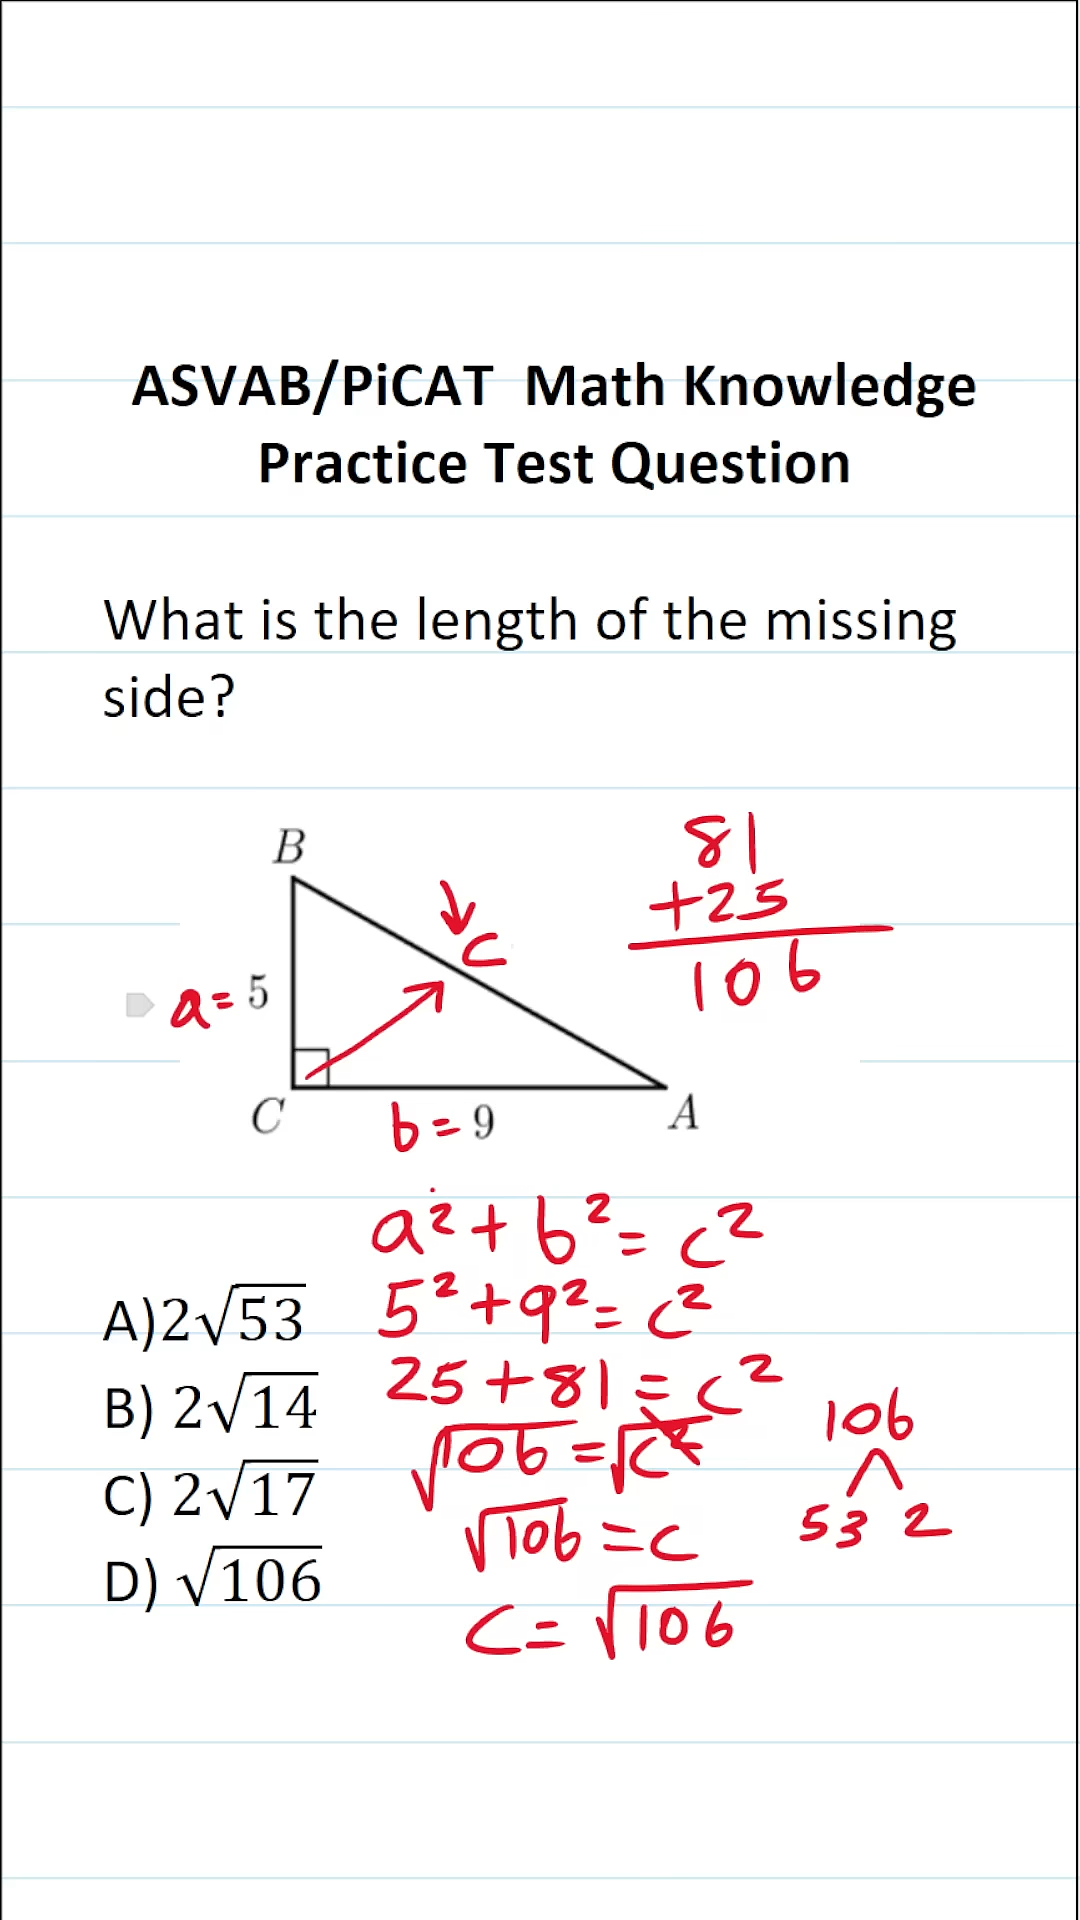 ASVAB/PiCAT Math Knowledge
Practice Test Question
What is the length of the missing
side?
B
81
+25
106
c
a= 5
C
b= 9
A
a²+ b²= c²
A)2√53
5²+9²= c²
25+81= c²
B) 2√14
106
√106=√c²
C) 2√17
53 2
√106=c
D) √106
c= √106